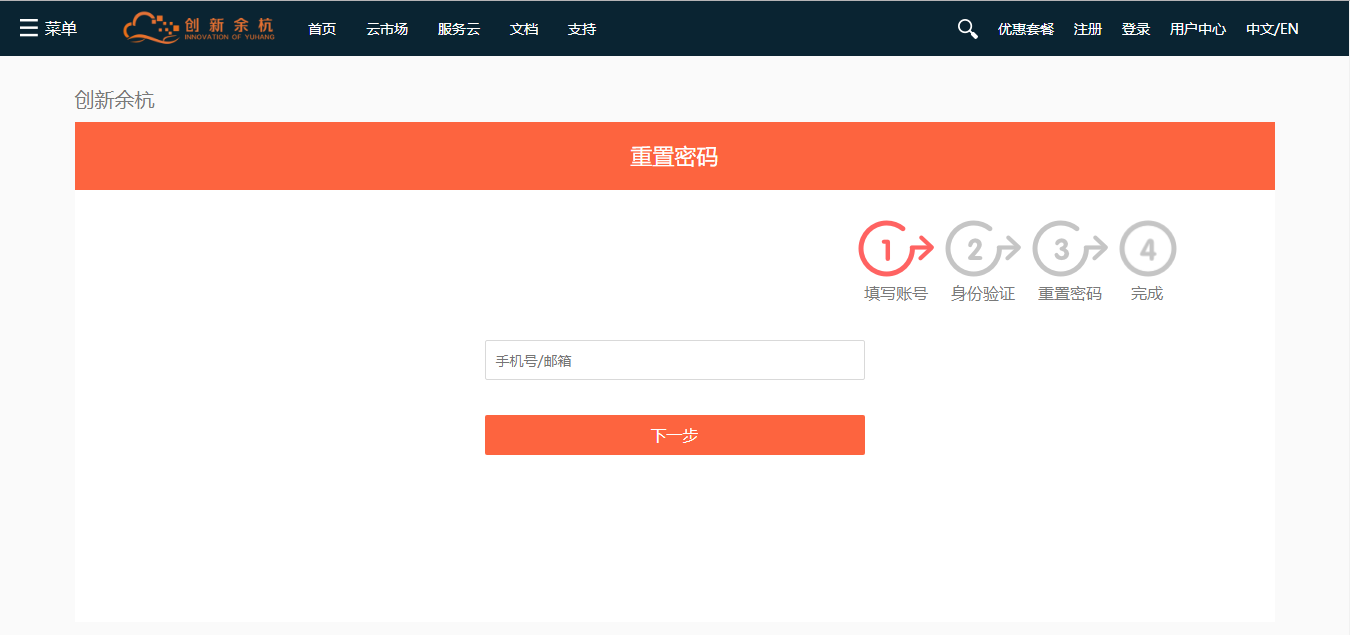 菜单 创新余杭 首页 云市场 服务云 文档 支持 优惠套餐 注册 登录 用户中心 中文/EN
INNOVATION OF YUHANG
创新余杭
重置密码
1 2 3 4
填写账号 身份验证 重置密码 完成
手机号/邮箱
下一步